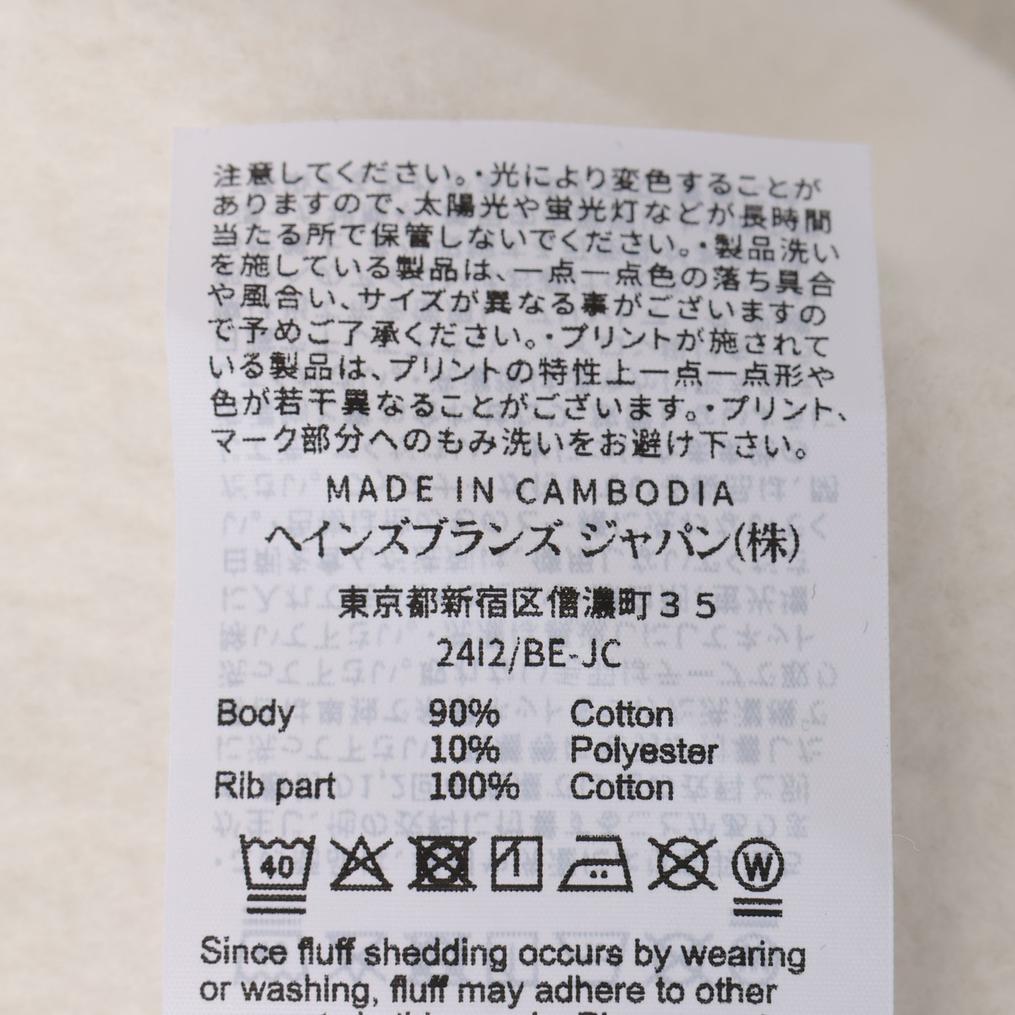 注意してください。・光により変色することが
ありますので、太陽光や蛍光灯などが長時間
当たる所で保管しないでください。・製品洗い
を施している製品は、一点一点色の落ち具合
や風合い、サイズが異なる事がございますの
で予めご了承ください。・プリントが施されて
いる製品は、プリントの特性上一点一点形や
色が若干異なることがございます。・プリント、
マーク部分へのもみ洗いをお避け下さい。
MADE IN CAMBODIA
ヘインズブランズ ジャパン(株)
東京都新宿区信濃町35
2412/BE-JC
Body 90% Cotton
10% Polyester
Rib part 100% Cotton
40 W
Since fluff shedding occurs by wearing
or washing, fluff may adhere to other